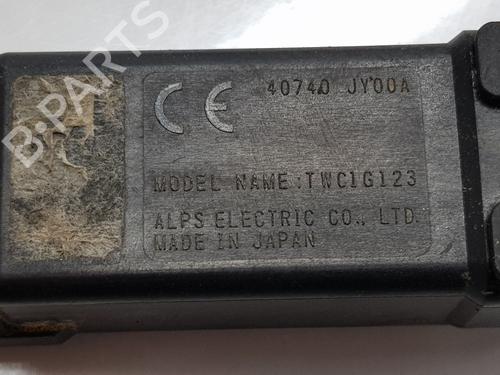 CE 40740 JY00A
MODEL NAME:TWC1G123
ALPS ELECTRIC CO., LTD.
MADE IN JAPAN
B-PARTS